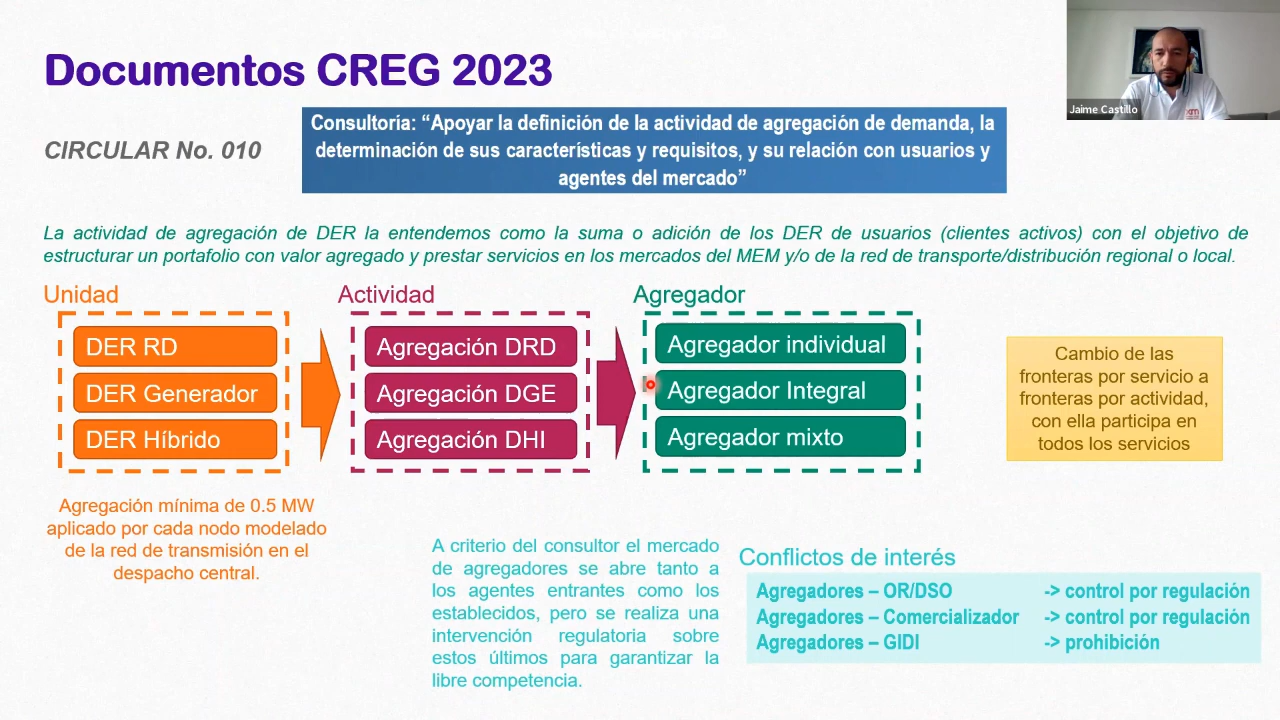 Documentos CREG 2023
Jaime Castillo
CIRCULAR No. 010
Consultoría: “Apoyar la definición de la actividad de agregación de demanda, la
determinación de sus características y requisitos, y su relación con usuarios y
agentes del mercado”
La actividad de agregación de DER la entendemos como la suma o adición de los DER de usuarios (clientes activos) con el objetivo de
estructurar un portafolio con valor agregado y prestar servicios en los mercados del MEM y/o de la red de transporte/distribución regional o local.
Unidad
DER RD
DER Generador
DER Híbrido
Actividad
Agregación DRD
Agregación DGE
Agregación DHI
Agregador
Agregador individual
Agregador Integral
Agregador mixto
Cambio de las
fronteras por servicio a
fronteras por actividad,
con ella participa en
todos los servicios
Agregación mínima de 0.5 MW
aplicado por cada nodo modelado
de la red de transmisión en el
despacho central.
A criterio del consultor el mercado
de agregadores se abre tanto a
los agentes entrantes como los
establecidos, pero se realiza una
intervención regulatoria sobre
estos últimos para garantizar la
libre competencia.
Conflictos de interés
Agregadores – OR/DSO -> control por regulación
Agregadores – Comercializador -> control por regulación
Agregadores – GIDI -> prohibición